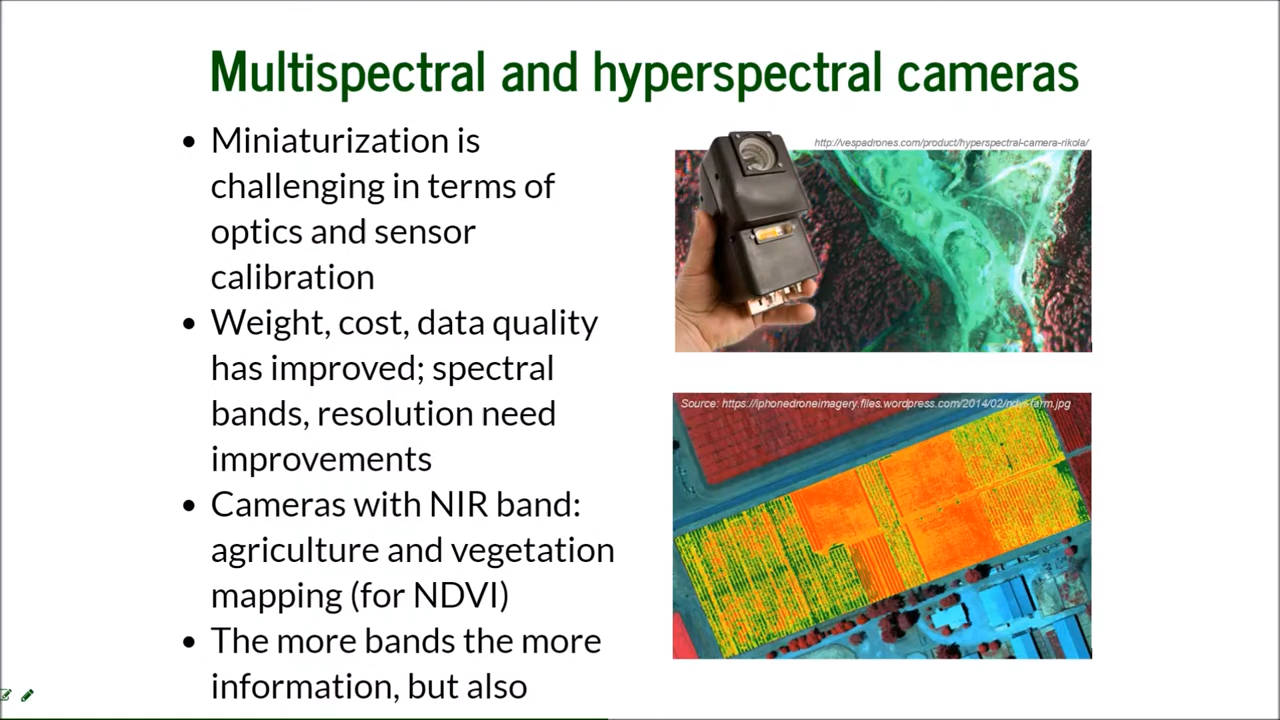 Multispectral and hyperspectral cameras
• Miniaturization is
challenging in terms of
optics and sensor
calibration
• Weight, cost, data quality
has improved; spectral
bands, resolution need
improvements
• Cameras with NIR band:
agriculture and vegetation
mapping (for NDVI)
• The more bands the more
information, but also
http://vespadrones.com/product/hyperspectral-camera-rikola/
Source: https://iphonedroneimagery.files.wordpress.com/2014/02/ndvi-farm.jpg